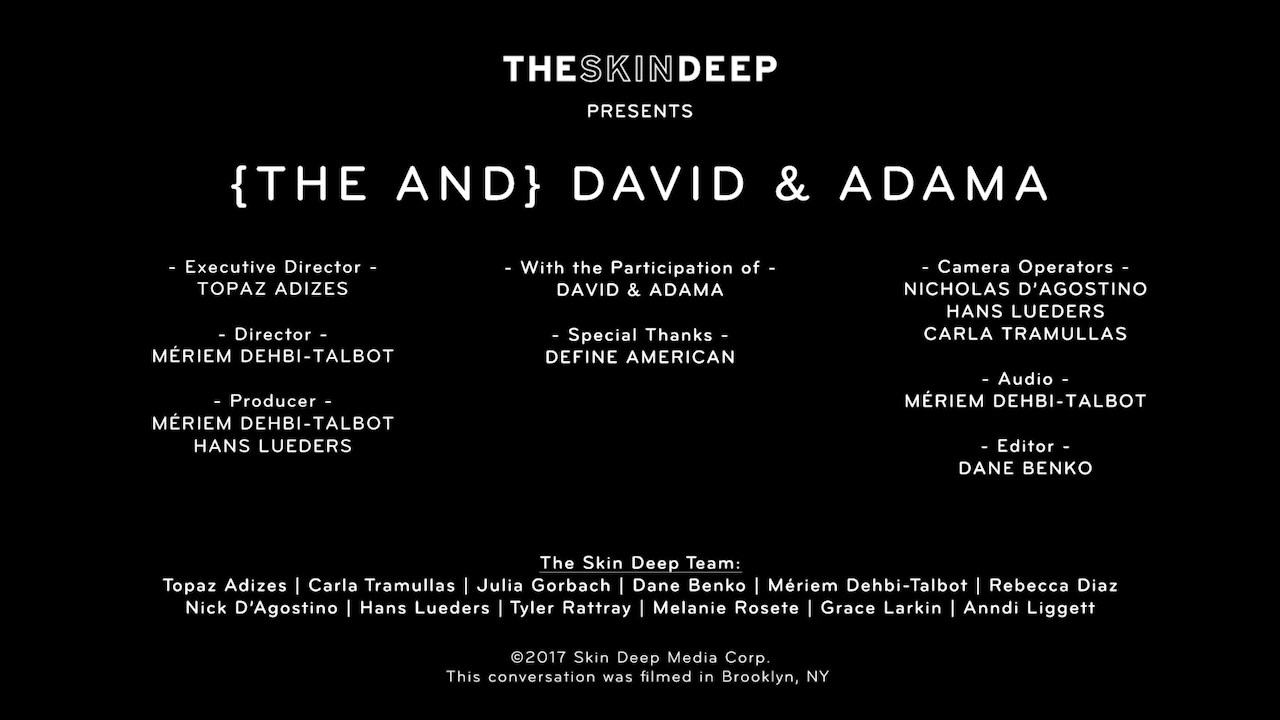 THESKINDEEP
PRESENTS
{THE AND} DAVID & ADAMA
- Executive Director -
TOPAZ ADIZES
- Director -
MÉRIEM DEHBI-TALBOT
- Producer -
MÉRIEM DEHBI-TALBOT
HANS LUEDERS
- With the Participation of -
DAVID & ADAMA
- Special Thanks -
DEFINE AMERICAN
- Camera Operators -
NICHOLAS D'AGOSTINO
HANS LUEDERS
CARLA TRAMULLAS
- Audio -
MÉRIEM DEHBI-TALBOT
- Editor -
DANE BENKO
The Skin Deep Team:
Topaz Adizes | Carla Tramullas | Julia Gorbach | Dane Benko | Mériem Dehbi-Talbot | Rebecca Diaz
Nick D'Agostino | Hans Lueders | Tyler Rattray | Melanie Rosete | Grace Larkin | Anndi Liggett
©2017 Skin Deep Media Corp.
This conversation was filmed in Brooklyn, NY